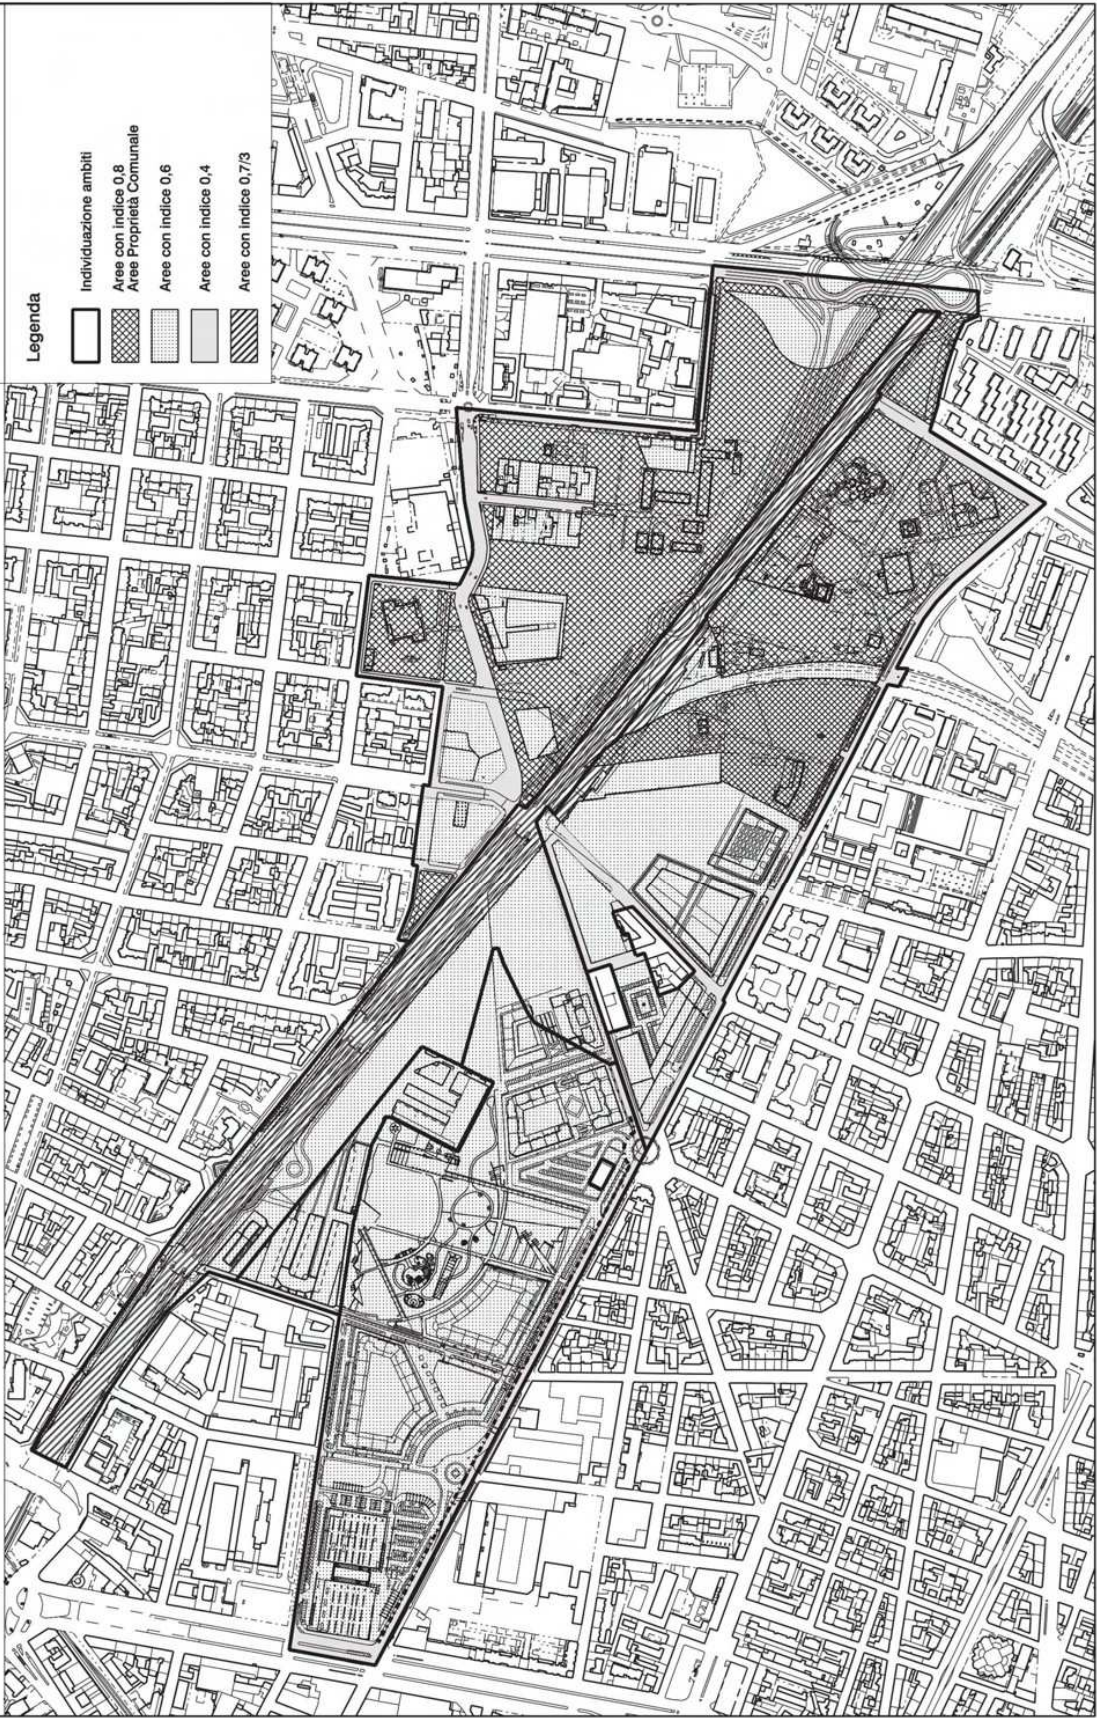 Legenda
Individuazione ambiti
Aree con indice 0,8
Aree Proprietà Comunale
Aree con indice 0,6
Aree con indice 0,4
Aree con indice 0,7/3